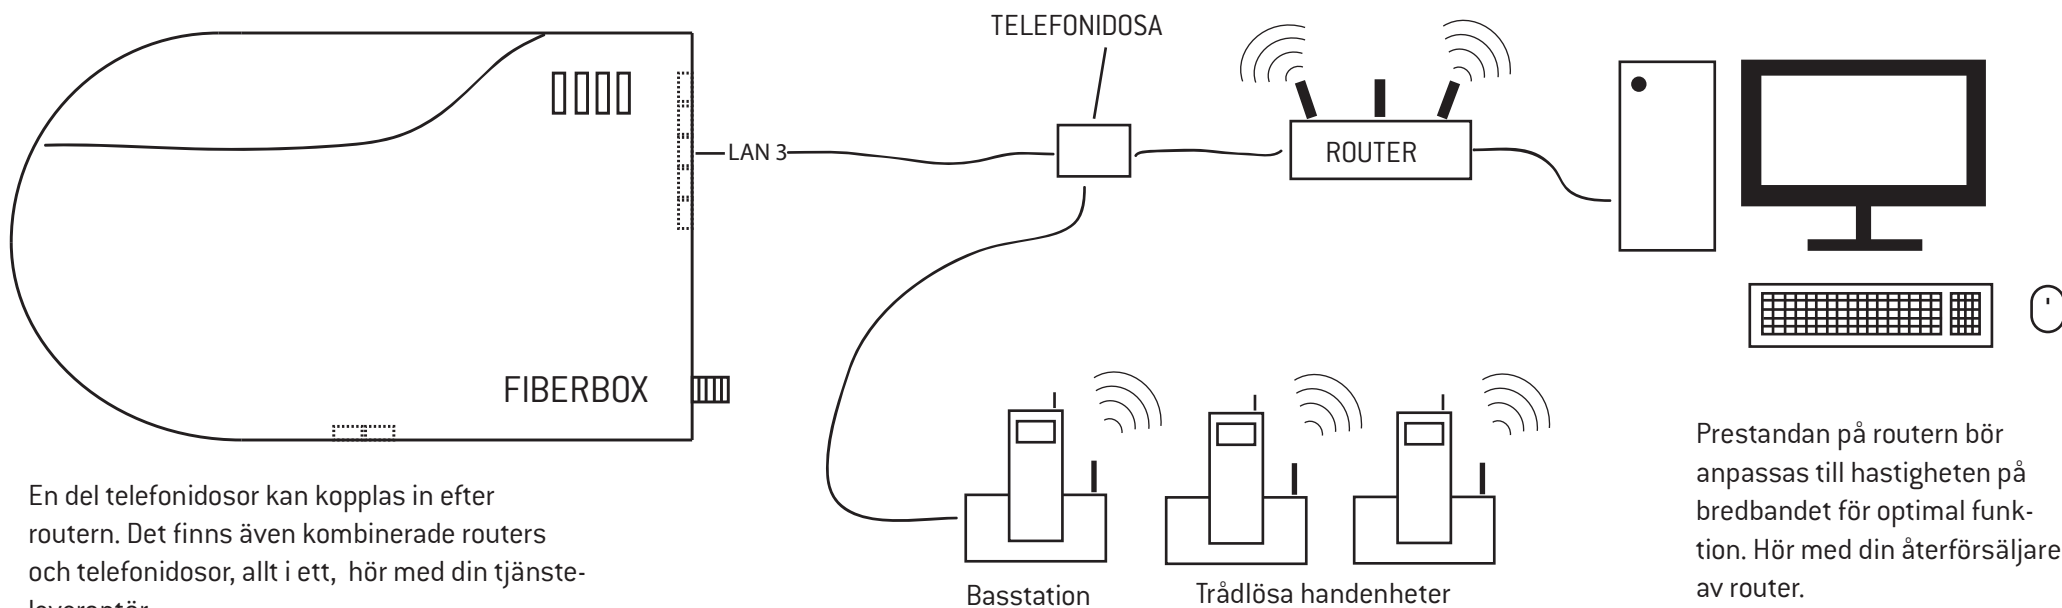 TELEFONIDOSA
LAN 3
ROUTER
FIBERBOX
En del telefonidosor kan kopplas in efter
routern. Det finns även kombinerade routers
och telefonidosor, allt i ett, hör med din tjänste-
Basstation
Trådlösa handenheter
Prestandan på routern bör
anpassas till hastigheten på
bredbandet för optimal funk-
tion. Hör med din återförsäljare
av router.